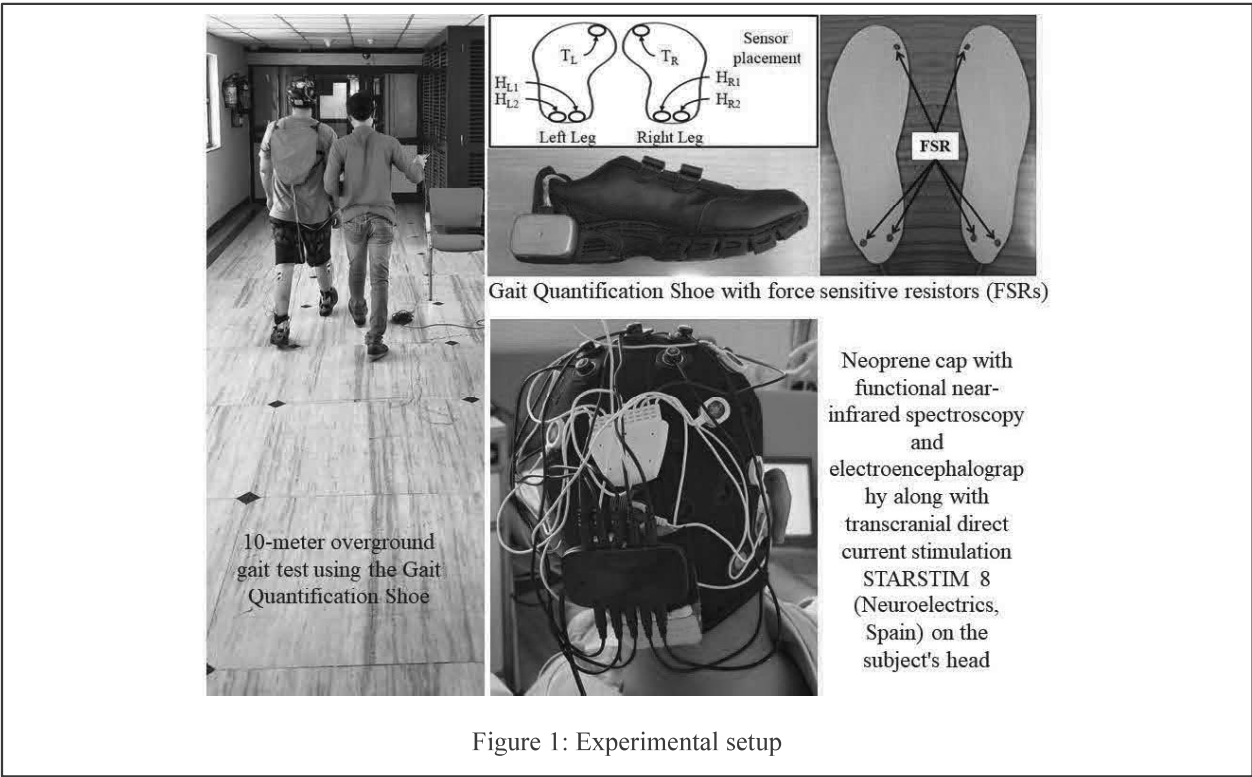 Sensor
placement
T_L
T_R
H_L1
H_L2
H_R1
H_R2
Left Leg
Right Leg
FSR
Gait Quantification Shoe with force sensitive resistors (FSRs)
10-meter overground
gait test using the Gait
Quantification Shoe
Neoprene cap with
functional near-
infrared spectroscopy
and
electroencephalograp
hy along with
transcranial direct
current stimulation
STARSTIM 8
(Neuroelectrics,
Spain) on the
subject's head
Figure 1: Experimental setup